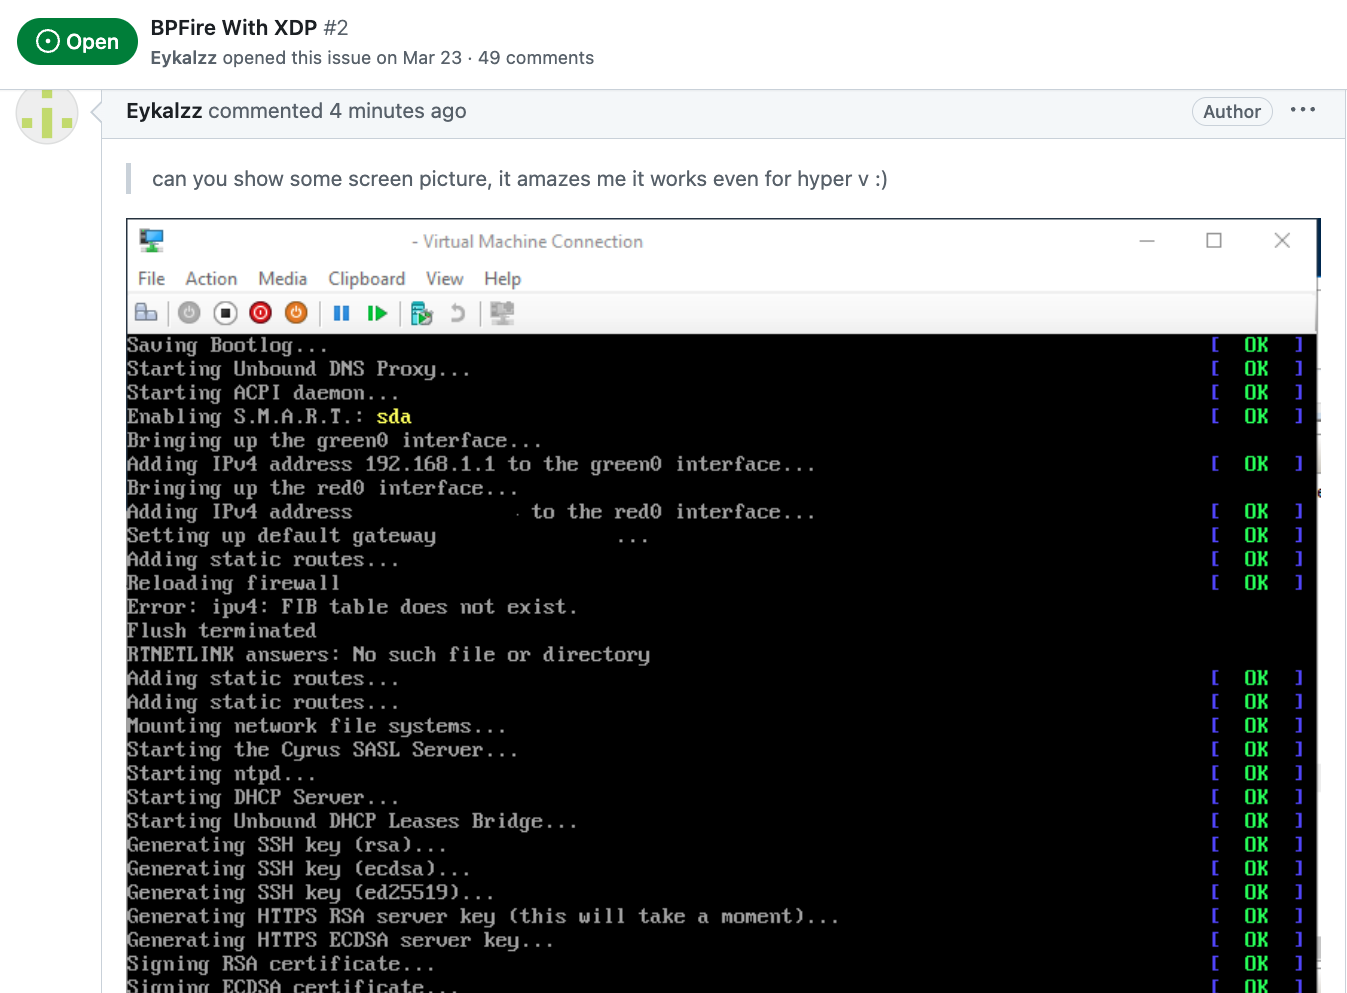 Open
BPFire With XDP #2
Eykalzz opened this issue on Mar 23 · 49 comments
Eykalzz commented 4 minutes ago
Author
can you show some screen picture, it amazes me it works even for hyper v :)
- Virtual Machine Connection
File Action Media Clipboard View Help
Saving Bootlog... [ OK ]
Starting Unbound DNS Proxy... [ OK ]
Starting ACPI daemon... [ OK ]
Enabling S.M.A.R.T.: sda [ OK ]
Bringing up the green0 interface...
Adding IPv4 address 192.168.1.1 to the green0 interface... [ OK ]
Bringing up the red0 interface...
Adding IPv4 address to the red0 interface... [ OK ]
Setting up default gateway ... [ OK ]
Adding static routes... [ OK ]
Reloading firewall [ OK ]
Error: ipv4: FIB table does not exist.
Flush terminated
RTNETLINK answers: No such file or directory
Adding static routes... [ OK ]
Adding static routes... [ OK ]
Mounting network file systems... [ OK ]
Starting the Cyrus SASL Server... [ OK ]
Starting ntpd... [ OK ]
Starting DHCP Server... [ OK ]
Starting Unbound DHCP Leases Bridge... [ OK ]
Generating SSH key (rsa)... [ OK ]
Generating SSH key (ecdsa)... [ OK ]
Generating SSH key (ed25519)... [ OK ]
Generating HTTPS RSA server key (this will take a moment)... [ OK ]
Generating HTTPS ECDSA server key... [ OK ]
Signing RSA certificate... [ OK ]
Signing ECDSA certificate... [ OK ]